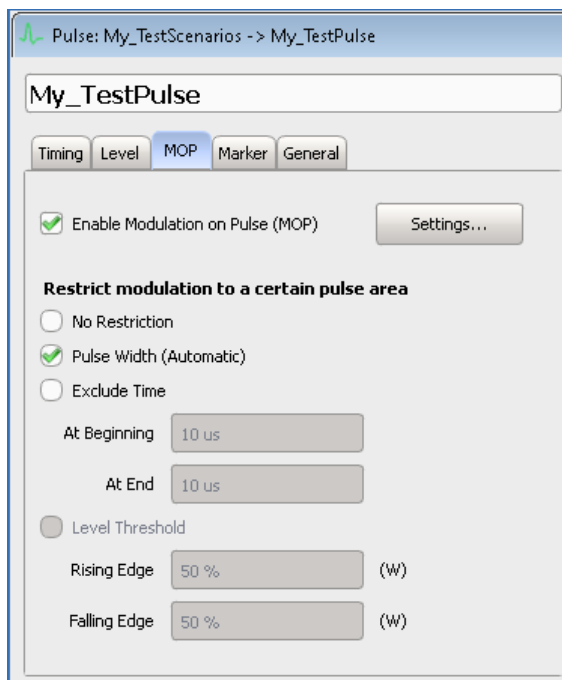 Pulse: My_TestScenarios -> My_TestPulse
My_TestPulse
Timing Level MOP Marker General
Enable Modulation on Pulse (MOP) Settings...
Restrict modulation to a certain pulse area
No Restriction
Pulse Width (Automatic)
Exclude Time
At Beginning 10 us
At End 10 us
Level Threshold
Rising Edge 50 % (W)
Falling Edge 50 % (W)